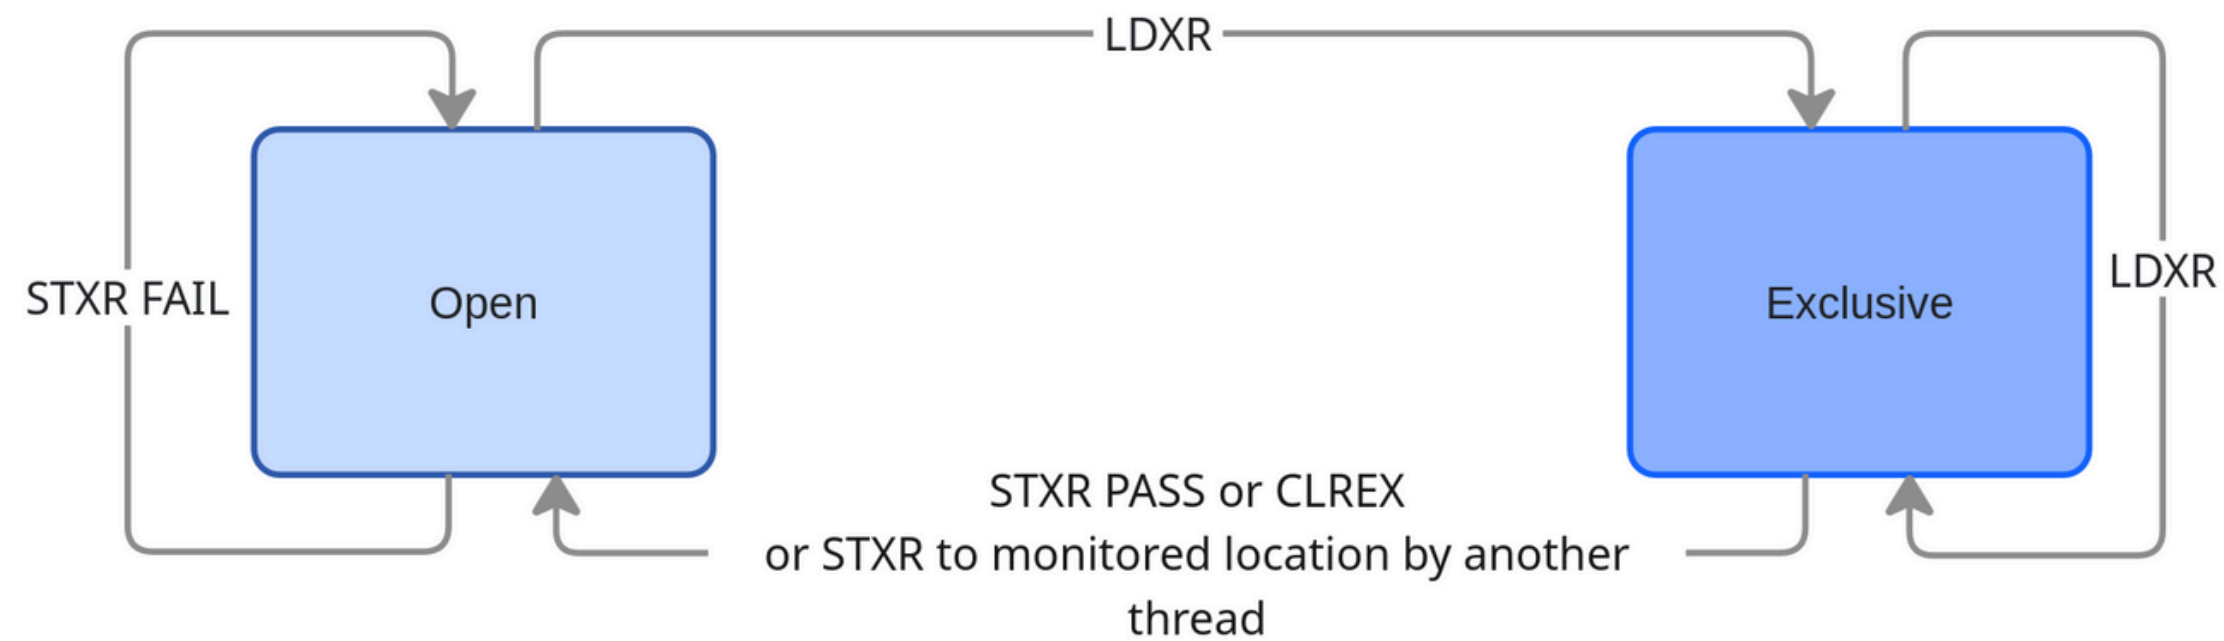 LDXR
STXR FAIL
Open
Exclusive
LDXR
STXR PASS or CLREX
or STXR to monitored location by another
thread